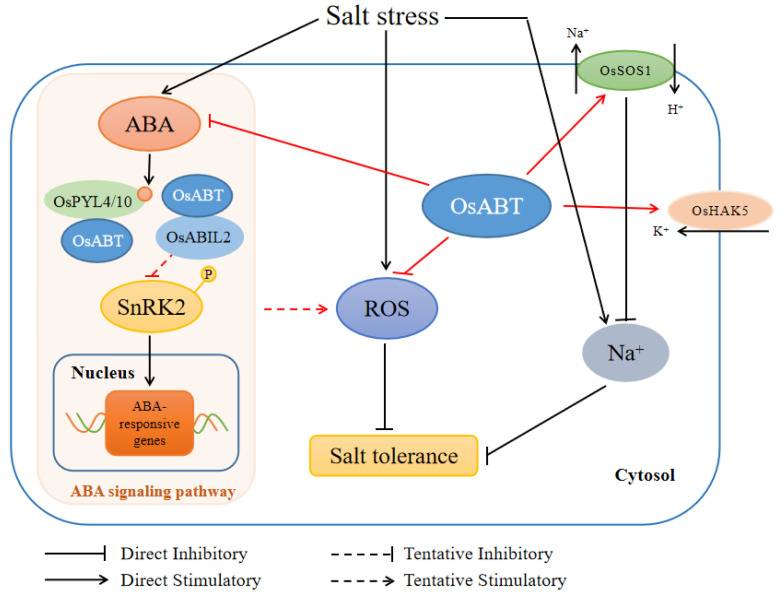 Salt stress
Na⁺
OsSOS1
H⁺
ABA
OsPYL4/10
OsABT
OsABT
OsABIL2
OsABT
OsHAK5
K⁺
P
SnRK2
ROS
Na⁺
Nucleus
ABA-
responsive
genes
Salt tolerance
Cytosol
ABA signaling pathway
Direct Inhibitory
Tentative Inhibitory
Direct Stimulatory
Tentative Stimulatory